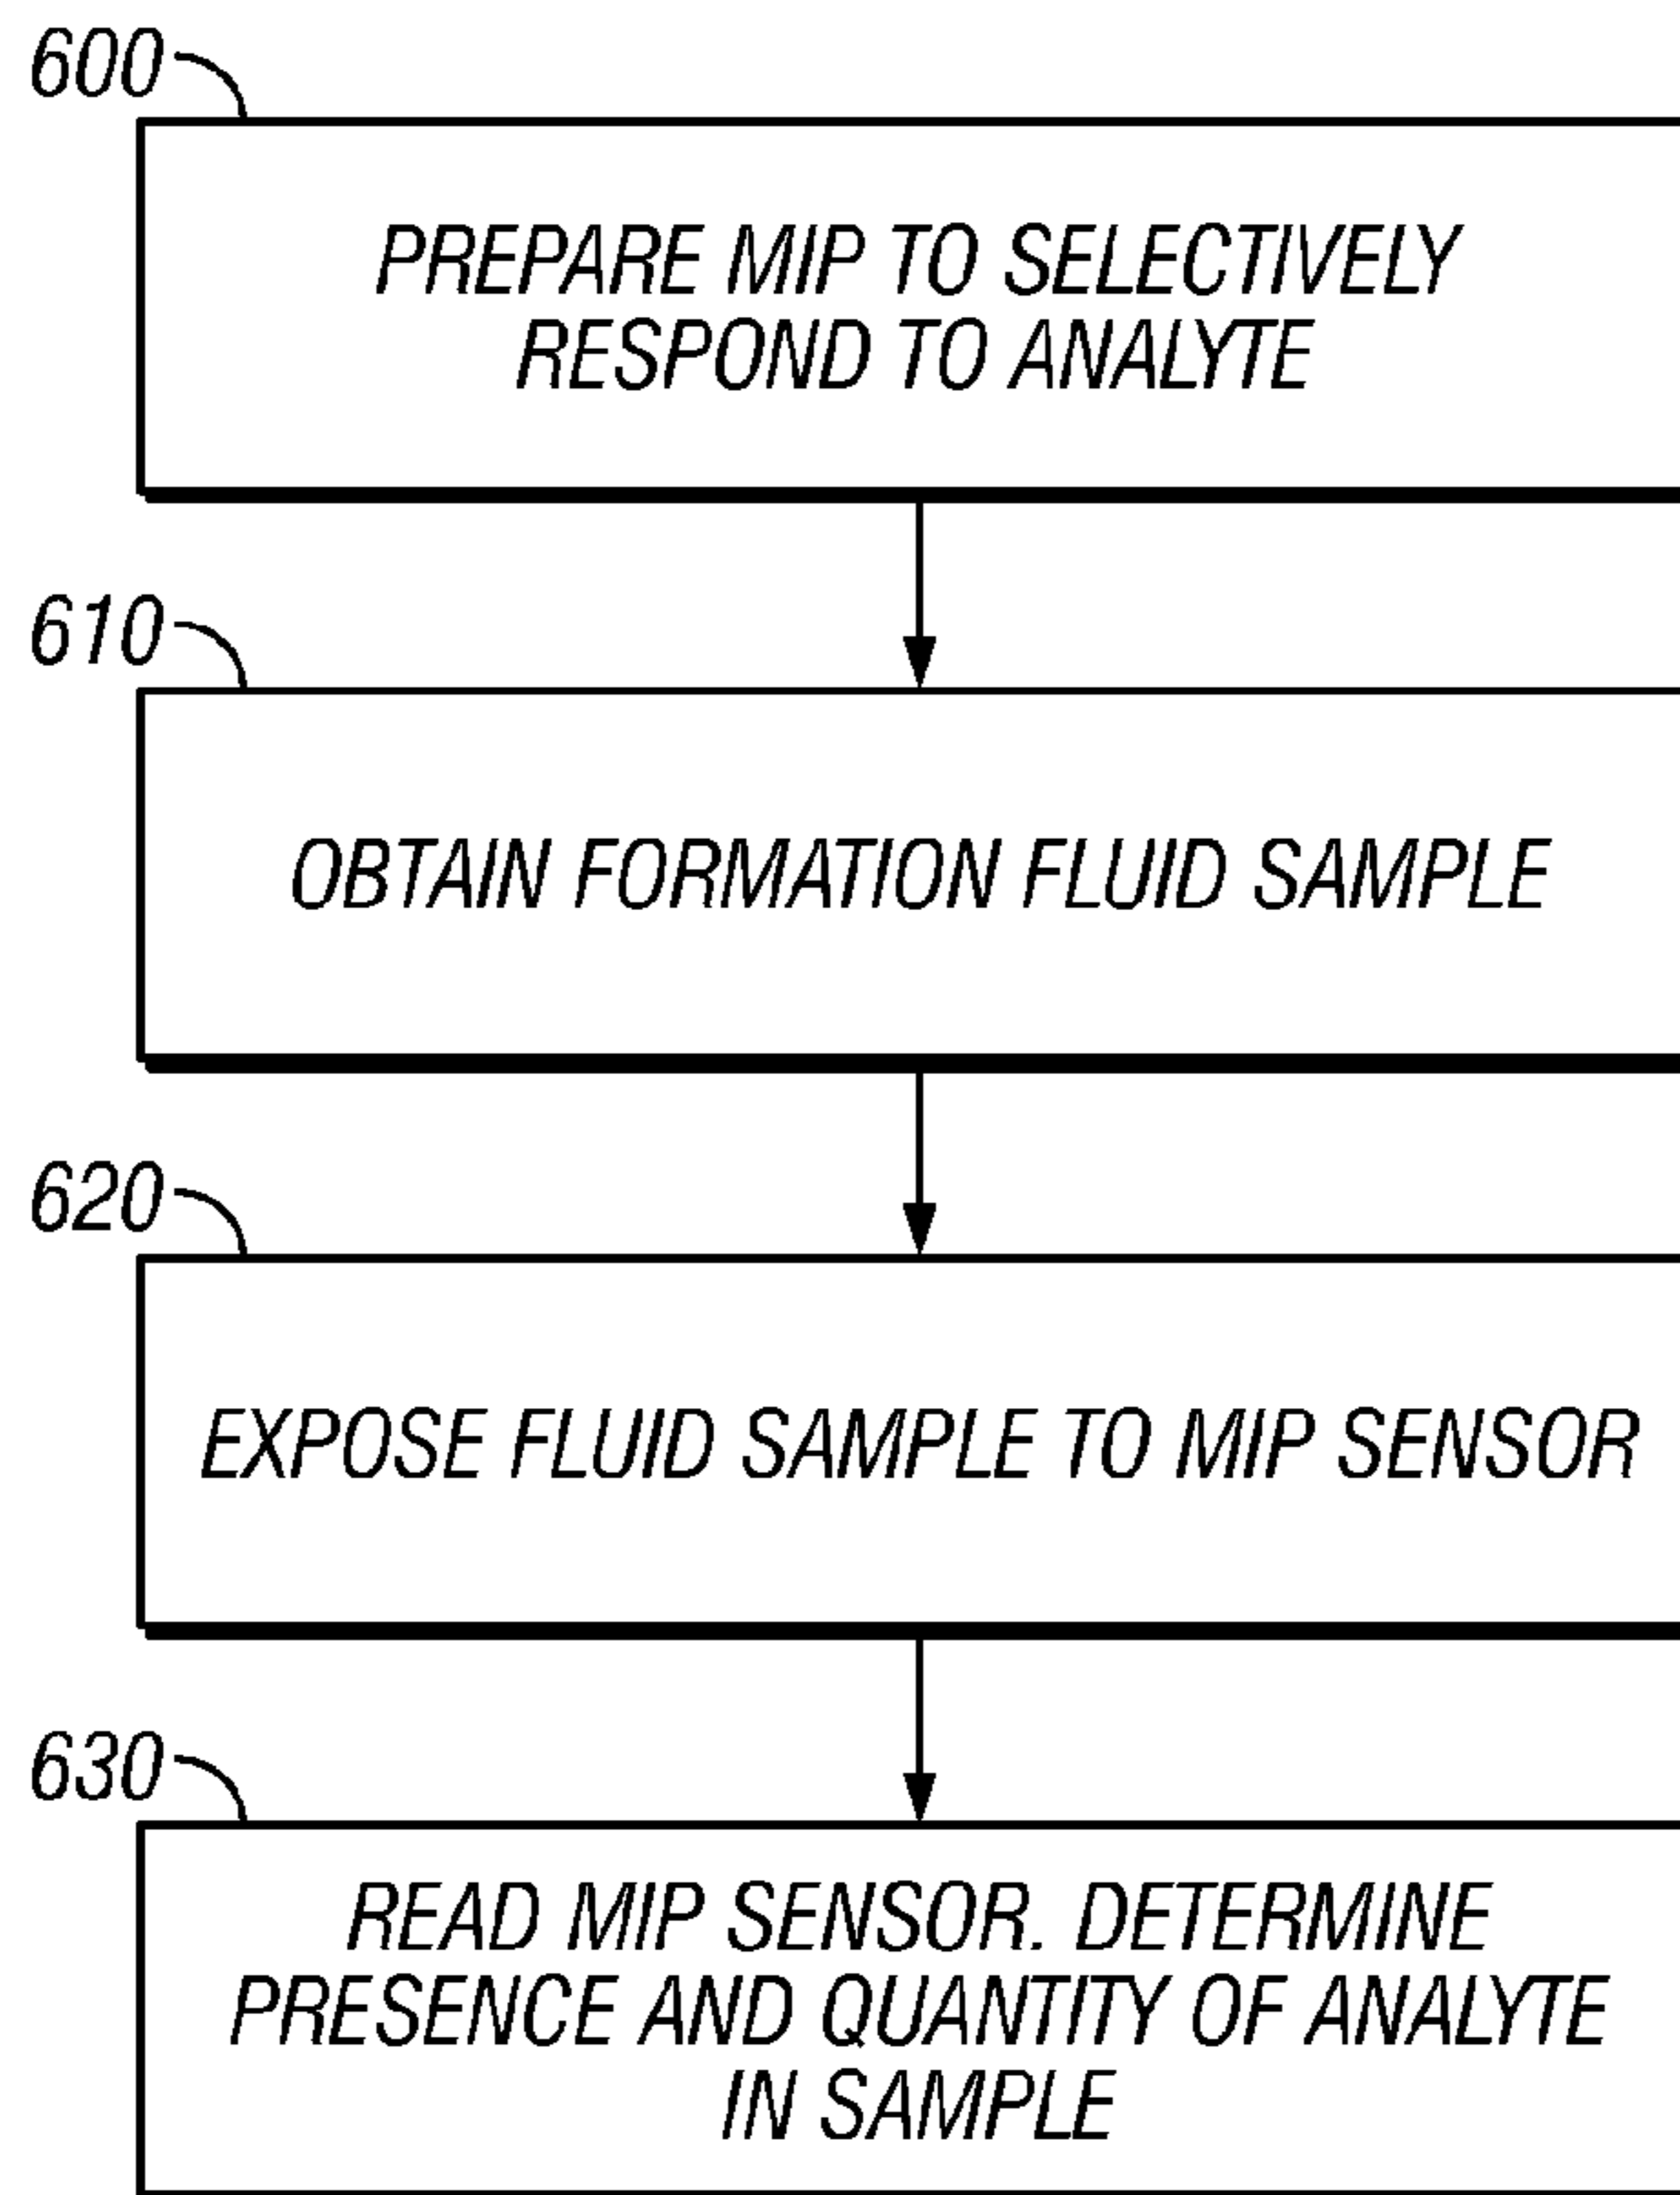 600
PREPARE MIP TO SELECTIVELY
RESPOND TO ANALYTE
610
OBTAIN FORMATION FLUID SAMPLE
620
EXPOSE FLUID SAMPLE TO MIP SENSOR
630
READ MIP SENSOR. DETERMINE
PRESENCE AND QUANTITY OF ANALYTE
IN SAMPLE